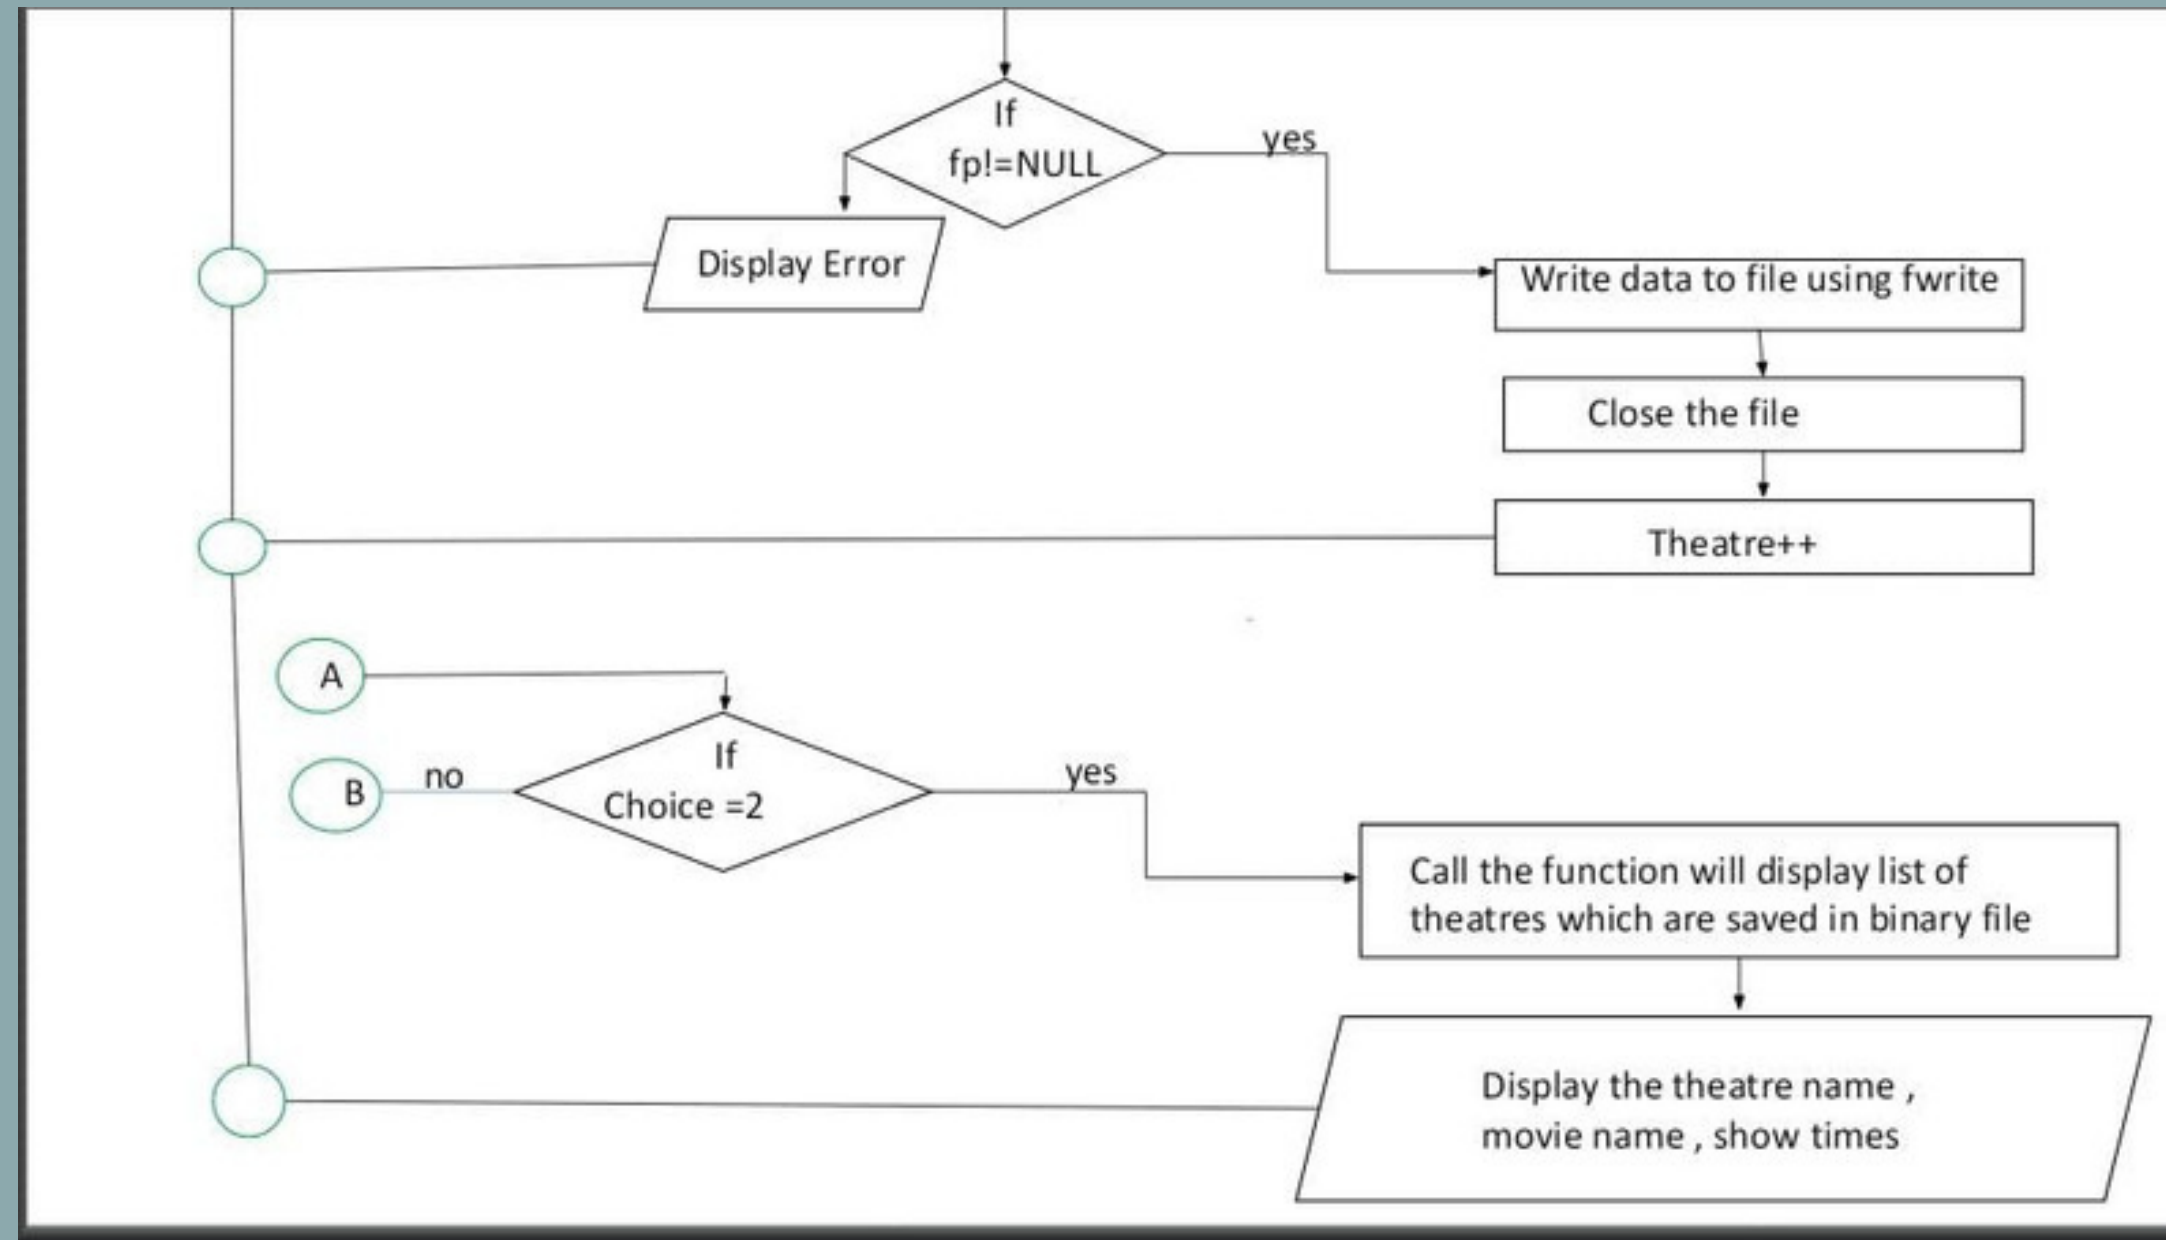 If
fp!=NULL
yes
Display Error
Write data to file using fwrite
Close the file
Theatre++
A
If
Choice =2
B
no
yes
Call the function will display list of
theatres which are saved in binary file
Display the theatre name ,
movie name , show times